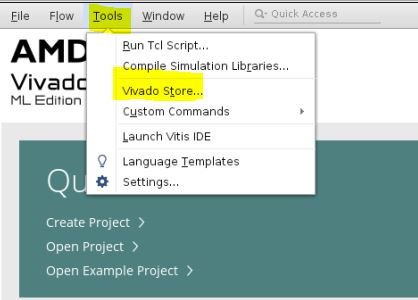 File Flow Tools Window Help Quick Access
AMD
Vivado
ML Edition
Run Tcl Script...
Compile Simulation Libraries...
Vivado Store...
Custom Commands
Launch Vitis IDE
Language Templates
Settings...
Qu
Create Project
Open Project
Open Example Project